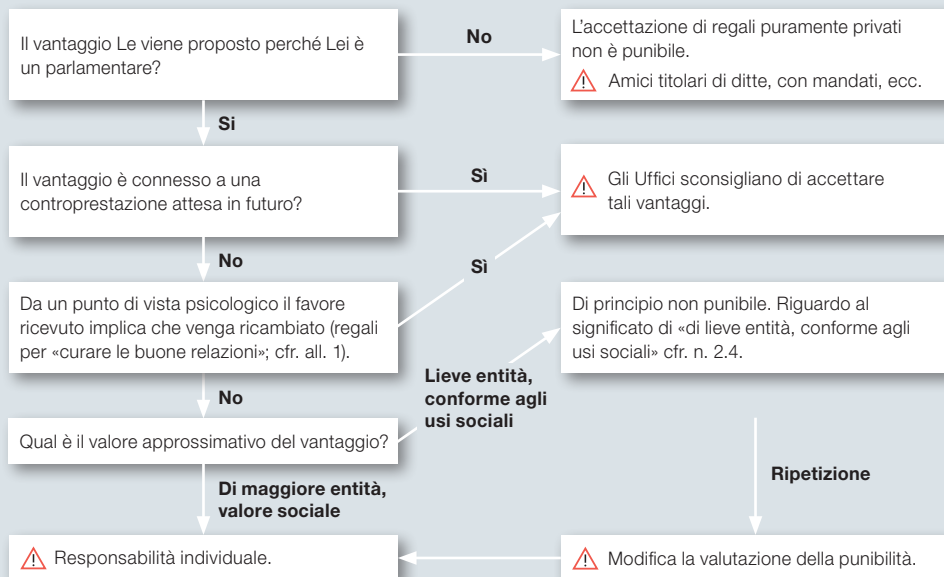 Il vantaggio Le viene proposto perché Lei è
un parlamentare?
No
L'accettazione di regali puramente privati
non è punibile.
Amici titolari di ditte, con mandati, ecc.
Si
Il vantaggio è connesso a una
controprestazione attesa in futuro?
Sì
Gli Uffici sconsigliano di accettare
tali vantaggi.
No
Sì
Da un punto di vista psicologico il favore
ricevuto implica che venga ricambiato (regali
per «curare le buone relazioni»; cfr. all. 1).
Di principio non punibile. Riguardo al
significato di «di lieve entità, conforme agli
usi sociali» cfr. n. 2.4.
No
Lieve entità,
conforme agli
usi sociali
Qual è il valore approssimativo del vantaggio?
Di maggiore entità,
valore sociale
Ripetizione
Responsabilità individuale.
Modifica la valutazione della punibilità.